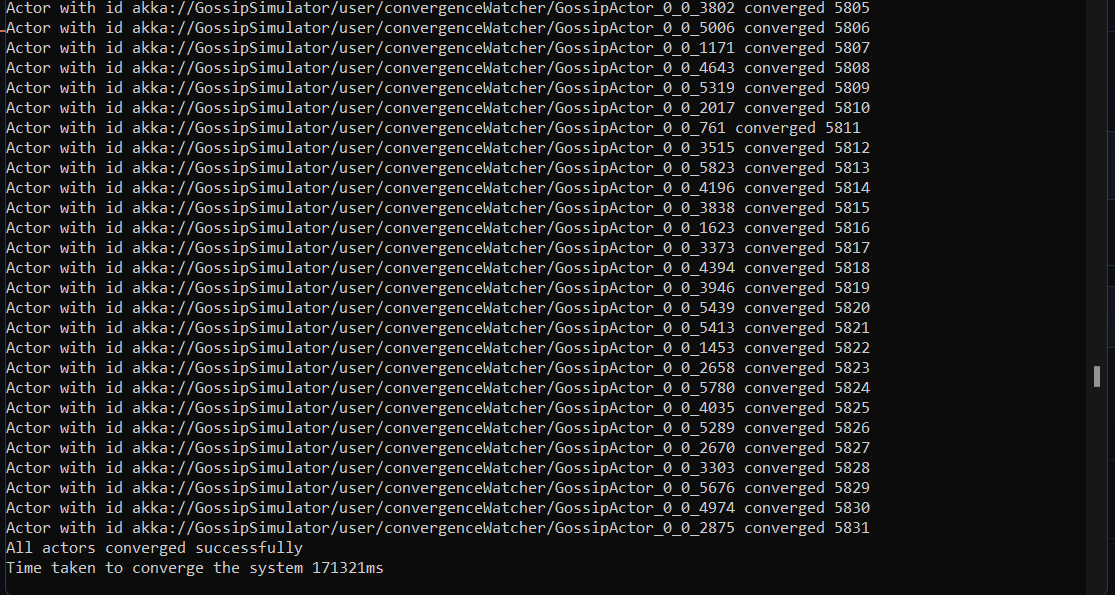 Actor with id akka://GossipSimulator/user/convergenceWatcher/GossipActor_0_0_3802 converged 5805
Actor with id akka://GossipSimulator/user/convergenceWatcher/GossipActor_0_0_5006 converged 5806
Actor with id akka://GossipSimulator/user/convergenceWatcher/GossipActor_0_0_1171 converged 5807
Actor with id akka://GossipSimulator/user/convergenceWatcher/GossipActor_0_0_4643 converged 5808
Actor with id akka://GossipSimulator/user/convergenceWatcher/GossipActor_0_0_5319 converged 5809
Actor with id akka://GossipSimulator/user/convergenceWatcher/GossipActor_0_0_2017 converged 5810
Actor with id akka://GossipSimulator/user/convergenceWatcher/GossipActor_0_0_761 converged 5811
Actor with id akka://GossipSimulator/user/convergenceWatcher/GossipActor_0_0_3515 converged 5812
Actor with id akka://GossipSimulator/user/convergenceWatcher/GossipActor_0_0_5823 converged 5813
Actor with id akka://GossipSimulator/user/convergenceWatcher/GossipActor_0_0_4196 converged 5814
Actor with id akka://GossipSimulator/user/convergenceWatcher/GossipActor_0_0_3838 converged 5815
Actor with id akka://GossipSimulator/user/convergenceWatcher/GossipActor_0_0_1623 converged 5816
Actor with id akka://GossipSimulator/user/convergenceWatcher/GossipActor_0_0_3373 converged 5817
Actor with id akka://GossipSimulator/user/convergenceWatcher/GossipActor_0_0_4394 converged 5818
Actor with id akka://GossipSimulator/user/convergenceWatcher/GossipActor_0_0_3946 converged 5819
Actor with id akka://GossipSimulator/user/convergenceWatcher/GossipActor_0_0_5439 converged 5820
Actor with id akka://GossipSimulator/user/convergenceWatcher/GossipActor_0_0_5413 converged 5821
Actor with id akka://GossipSimulator/user/convergenceWatcher/GossipActor_0_0_1453 converged 5822
Actor with id akka://GossipSimulator/user/convergenceWatcher/GossipActor_0_0_2658 converged 5823
Actor with id akka://GossipSimulator/user/convergenceWatcher/GossipActor_0_0_5780 converged 5824
Actor with id akka://GossipSimulator/user/convergenceWatcher/GossipActor_0_0_4035 converged 5825
Actor with id akka://GossipSimulator/user/convergenceWatcher/GossipActor_0_0_5289 converged 5826
Actor with id akka://GossipSimulator/user/convergenceWatcher/GossipActor_0_0_2670 converged 5827
Actor with id akka://GossipSimulator/user/convergenceWatcher/GossipActor_0_0_3303 converged 5828
Actor with id akka://GossipSimulator/user/convergenceWatcher/GossipActor_0_0_5676 converged 5829
Actor with id akka://GossipSimulator/user/convergenceWatcher/GossipActor_0_0_4974 converged 5830
Actor with id akka://GossipSimulator/user/convergenceWatcher/GossipActor_0_0_2875 converged 5831
All actors converged successfully
Time taken to converge the system 171321ms